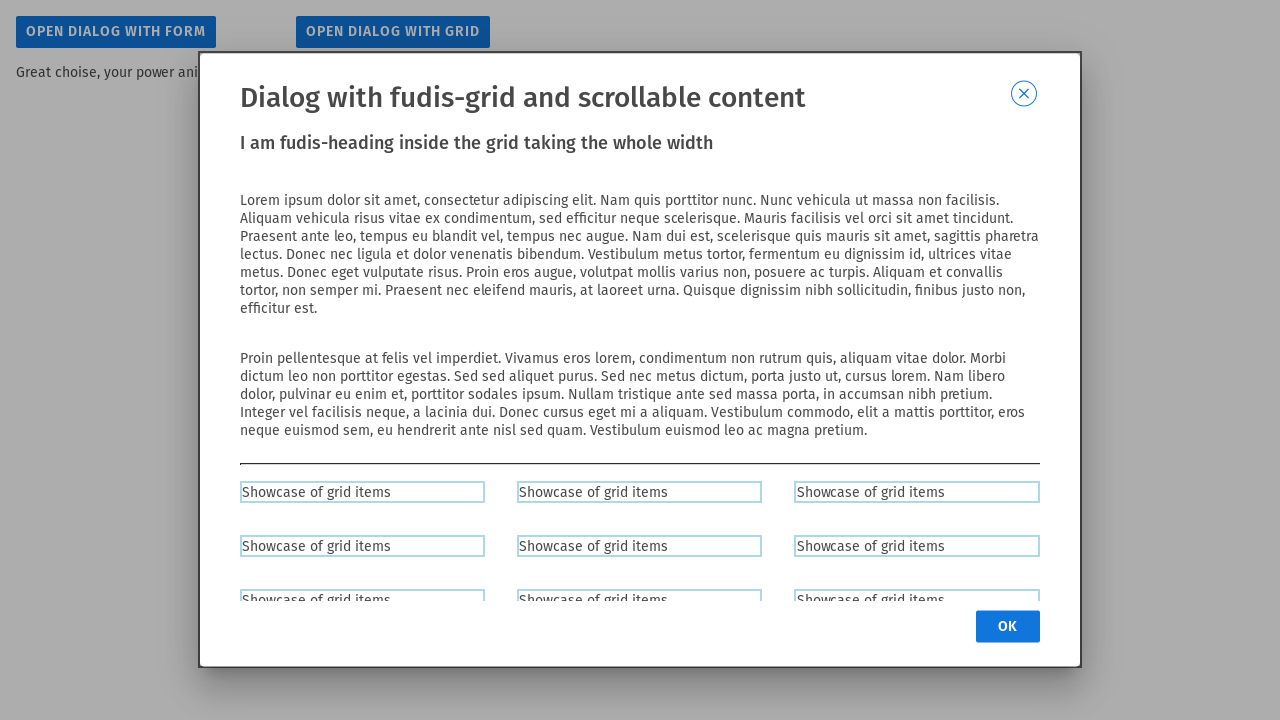 OPEN DIALOG WITH FORM
OPEN DIALOG WITH GRID
Great choise, your power ani
Dialog with fudis-grid and scrollable content
I am fudis-heading inside the grid taking the whole width
Lorem ipsum dolor sit amet, consectetur adipiscing elit. Nam quis porttitor nunc. Nunc vehicula ut massa non facilisis.
Aliquam vehicula risus vitae ex condimentum, sed efficitur neque scelerisque. Mauris facilisis vel orci sit amet tincidunt.
Praesent ante leo, tempus eu blandit vel, tempus nec augue. Nam dui est, scelerisque quis mauris sit amet, sagittis pharetra
lectus. Donec nec ligula et dolor venenatis bibendum. Vestibulum metus tortor, fermentum eu dignissim id, ultrices vitae
metus. Donec eget vulputate risus. Proin eros augue, volutpat mollis varius non, posuere ac turpis. Aliquam et convallis
tortor, non semper mi. Praesent nec eleifend mauris, at laoreet urna. Quisque dignissim nibh sollicitudin, finibus justo non,
efficitur est.
Proin pellentesque at felis vel imperdiet. Vivamus eros lorem, condimentum non rutrum quis, aliquam vitae dolor. Morbi
dictum leo non porttitor egestas. Sed sed aliquet purus. Sed nec metus dictum, porta justo ut, cursus lorem. Nam libero
dolor, pulvinar eu enim et, porttitor sodales ipsum. Nullam tristique ante sed massa porta, in accumsan nibh pretium.
Integer vel facilisis neque, a lacinia dui. Donec cursus eget mi a aliquam. Vestibulum commodo, elit a mattis porttitor, eros
neque euismod sem, eu hendrerit ante nisl sed quam. Vestibulum euismod leo ac magna pretium.
Showcase of grid items
Showcase of grid items
Showcase of grid items
Showcase of grid items
Showcase of grid items
Showcase of grid items
Showcase of grid items
Showcase of grid items
Showcase of grid items
OK